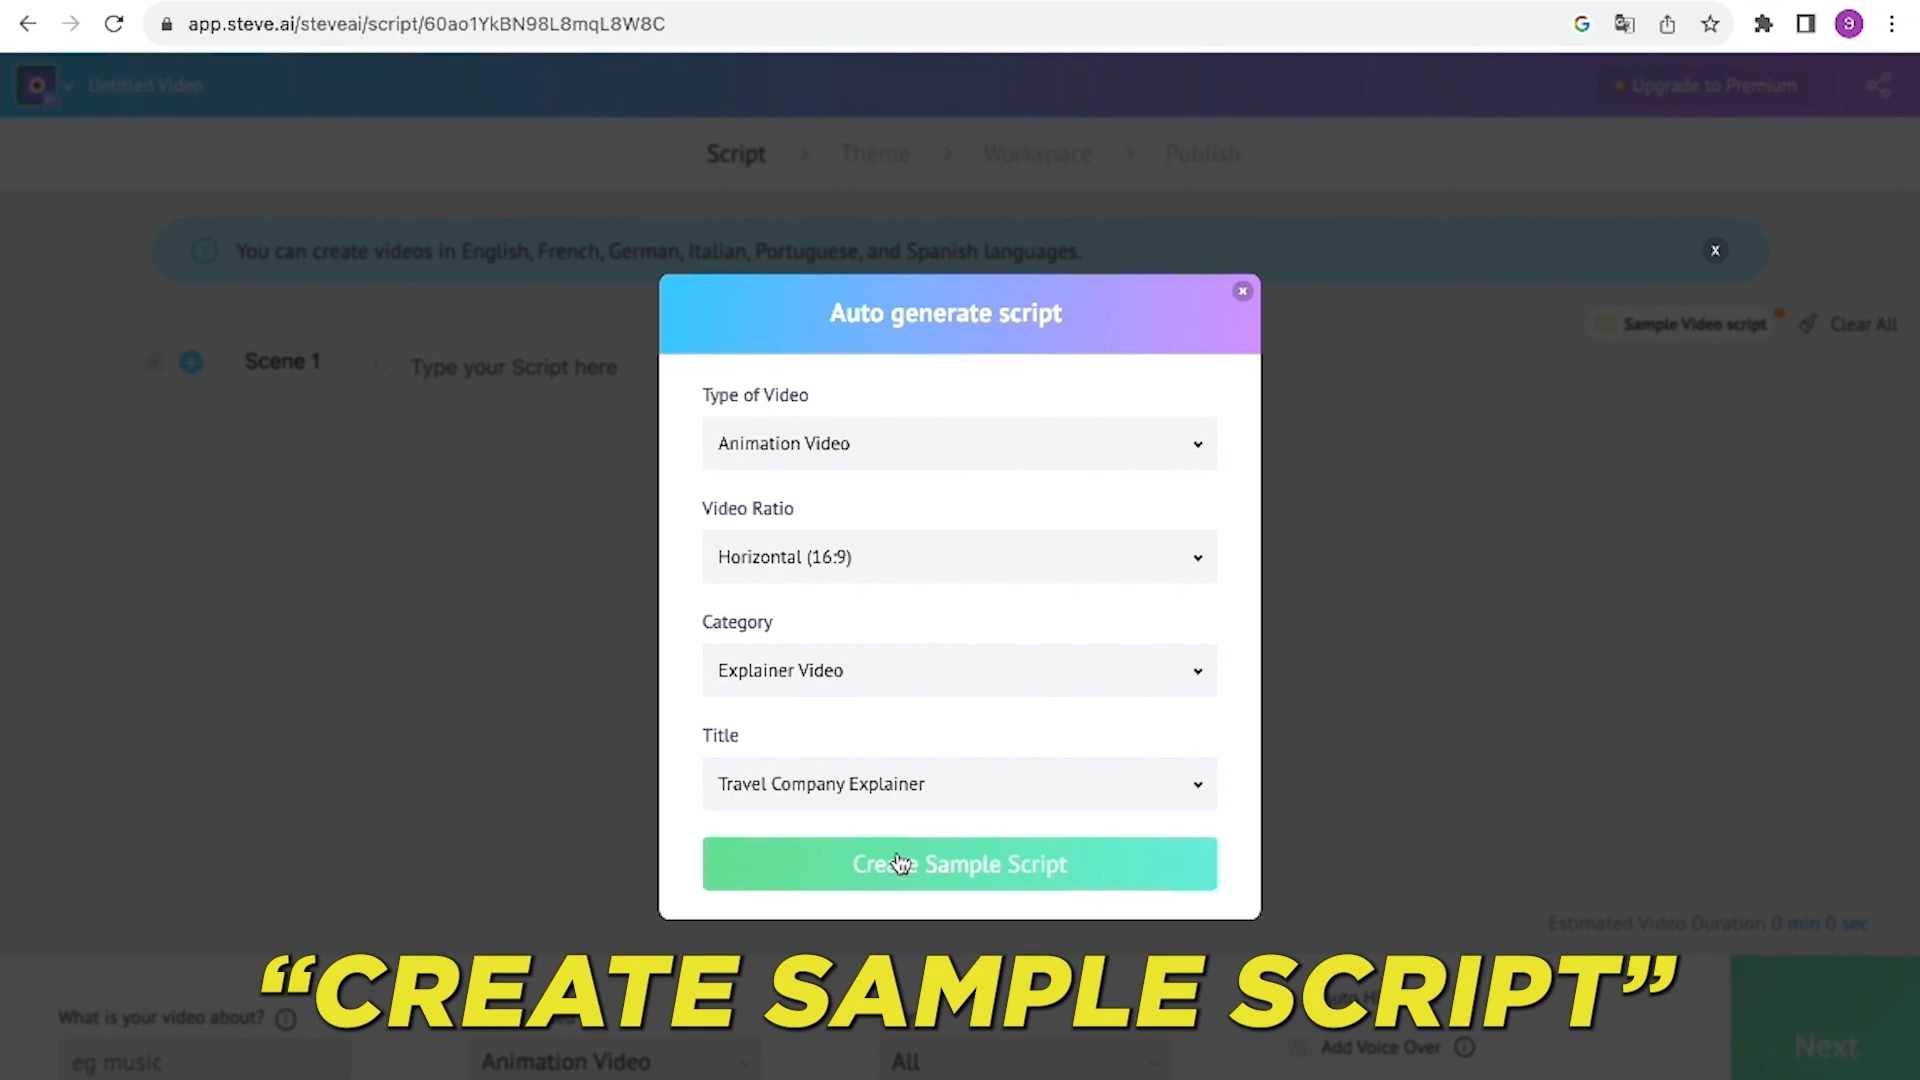 app.steve.ai/steveai/script/60ao1YkBN98L8mqL8W8C
9
Untitled Video
Upgrade to Premium
Script > Theme > Workspace > Publish
You can create videos in English, French, German, Italian, Portuguese, and Spanish languages.
X
Auto generate script
Sample Video script
Clear All
Scene 1
Type your Script here
Type of Video
Animation Video
Video Ratio
Horizontal (16:9)
Category
Explainer Video
Title
Travel Company Explainer
Create Sample Script
Estimated Video Duration 0 min 0 sec
“CREATE SAMPLE SCRIPT”
What is your video about?
eg music
Animation Video
All
Add Voice Over
Next